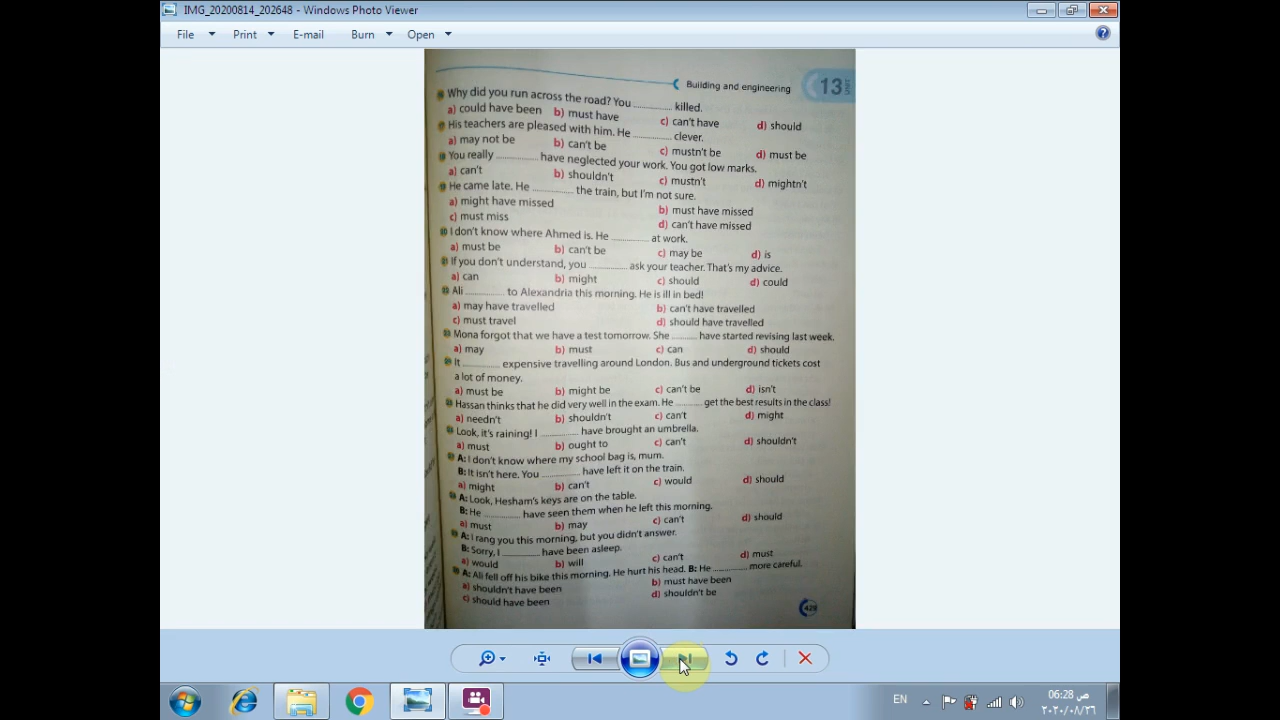 IMG_20200814_202648 - Windows Photo Viewer
File Print E-mail Burn Open
Building and engineering 13 UNIT
Why did you run across the road? You ............ killed.
a) could have been b) must have c) can't have d) should
His teachers are pleased with him. He ............ clever.
a) may not be b) can't be c) mustn't be d) must be
You really ............ have neglected your work. You got low marks.
a) can't b) shouldn't c) mustn't d) mightn't
He came late. He ............ the train, but I'm not sure.
a) might have missed b) must have missed
c) must miss d) can't have missed
I don't know where Ahmed is. He ............ at work.
a) must be b) can't be c) may be d) is
If you don't understand, you ............ ask your teacher. That's my advice.
a) can b) might c) should d) could
Ali ............ to Alexandria this morning. He is ill in bed!
a) may have travelled b) can't have travelled
c) must travel d) should have travelled
Mona forgot that we have a test tomorrow. She ........ have started revising last week.
a) may b) must c) can d) should
It ............ expensive travelling around London. Bus and underground tickets cost
a lot of money.
a) must be b) might be c) can't be d) isn't
Hassan thinks that he did very well in the exam. He ........ get the best results in the class!
a) needn't b) shouldn't c) can't d) might
Look, it's raining! I ............ have brought an umbrella.
a) must b) ought to c) can't d) shouldn't
A: I don't know where my school bag is, mum.
B: It isn't here. You ............ have left it on the train.
a) might b) can't c) would d) should
A: Look, Hesham's keys are on the table.
B: He ............ have seen them when he left this morning.
a) must b) may c) can't d) should
A: I rang you this morning, but you didn't answer.
B: Sorry, I ............ have been asleep.
a) would b) will c) can't d) must
A: Ali fell off his bike this morning. He hurt his head. B: He ............ more careful.
a) shouldn't have been b) must have been
c) should have been d) shouldn't be
EN
06:28 ص
٢٠٢٠/٠٨/٢٦